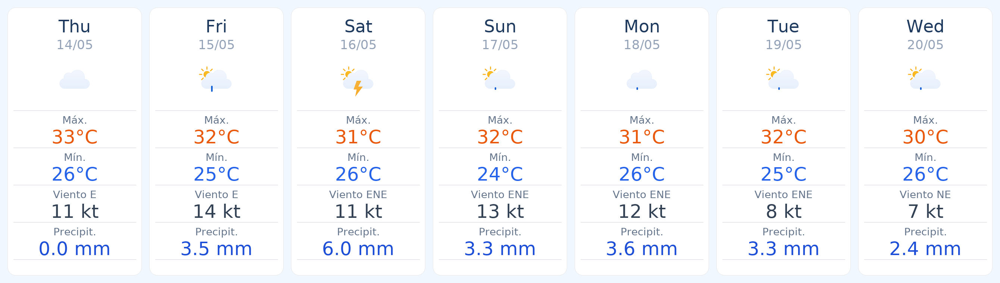 Thu
14/05
Máx.
33°C
Mín.
26°C
Viento E
11 kt
Precipit.
0.0 mm
Fri
15/05
Máx.
32°C
Mín.
25°C
Viento E
14 kt
Precipit.
3.5 mm
Sat
16/05
Máx.
31°C
Mín.
26°C
Viento ENE
11 kt
Precipit.
6.0 mm
Sun
17/05
Máx.
32°C
Mín.
24°C
Viento ENE
13 kt
Precipit.
3.3 mm
Mon
18/05
Máx.
31°C
Mín.
26°C
Viento ENE
12 kt
Precipit.
3.6 mm
Tue
19/05
Máx.
32°C
Mín.
25°C
Viento ENE
8 kt
Precipit.
3.3 mm
Wed
20/05
Máx.
30°C
Mín.
26°C
Viento NE
7 kt
Precipit.
2.4 mm